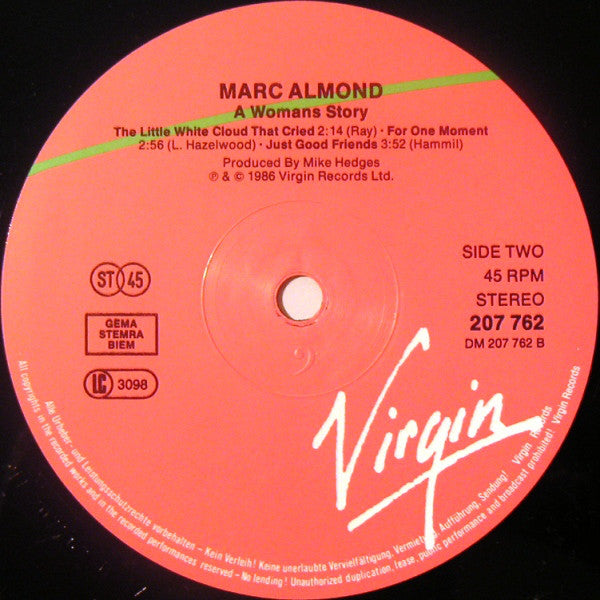 MARC ALMOND
A Womans Story
The Little White Cloud That Cried 2:14 (Ray) · For One Moment
2:56 (L. Hazelwood) · Just Good Friends 3:52 (Hammil)
Produced By Mike Hedges
℗ & © 1986 Virgin Records Ltd.
ST 45
GEMA
STEMRA
BIEM
LC 3098
SIDE TWO
45 RPM
STEREO
207 762
DM 207 762 B
9
Virgin
Alle Urheber- und Leistungsschutzrechte vorbehalten – Kein Verleih! Keine unerlaubte Vervielfältigung, Vermietung, Aufführung, Sendung! Virgin Records
All copyrights in the recorded works and in the recorded performances reserved – No lending! Unauthorized duplication, lease, public performance and broadcast prohibited! Virgin Records